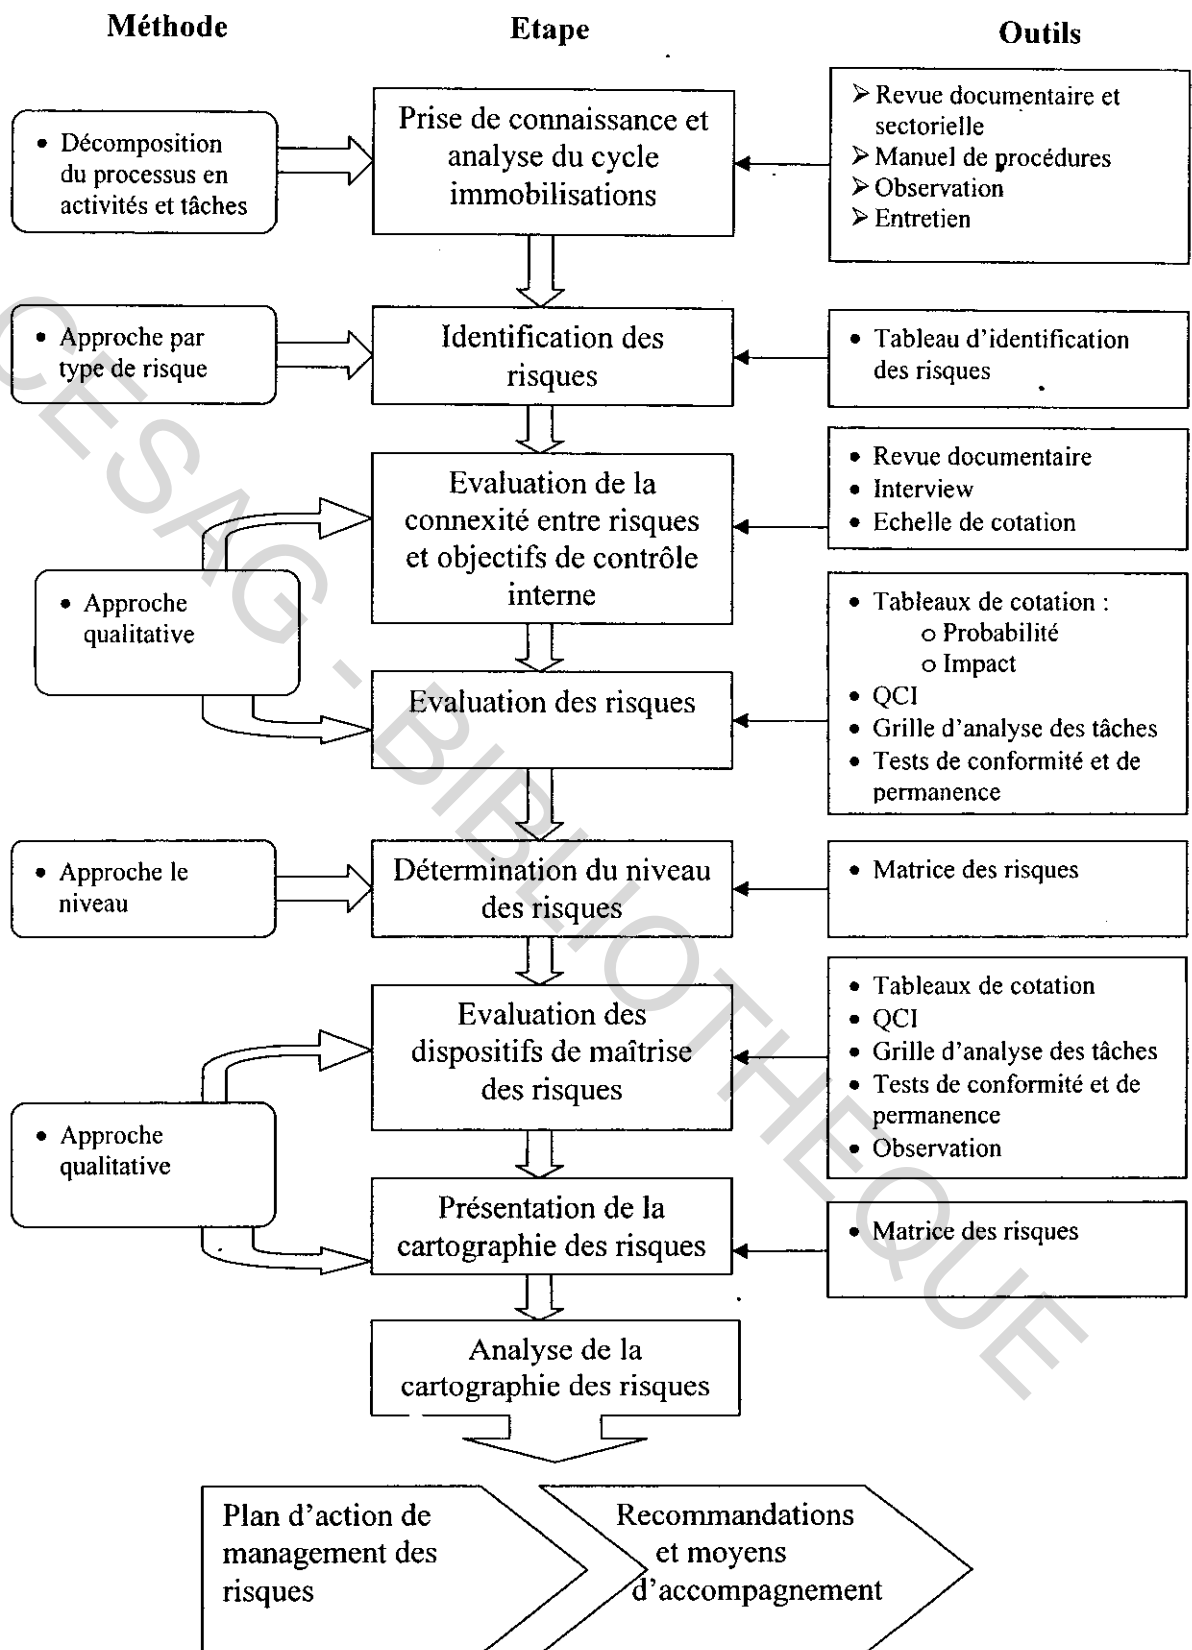 Méthode
Etape
Outils
• Décomposition
du processus en
activités et tâches
Prise de connaissance et
analyse du cycle
immobilisations
➢ Revue documentaire et
sectorielle
➢ Manuel de procédures
➢ Observation
➢ Entretien
• Approche par
type de risque
Identification des
risques
• Tableau d'identification
des risques
Evaluation de la
connexité entre risques
et objectifs de contrôle
interne
• Revue documentaire
• Interview
• Echelle de cotation
• Approche
qualitative
Evaluation des risques
• Tableaux de cotation :
o Probabilité
o Impact
• QCI
• Grille d'analyse des tâches
• Tests de conformité et de
permanence
• Approche le
niveau
Détermination du niveau
des risques
• Matrice des risques
Evaluation des
dispositifs de maîtrise
des risques
• Tableaux de cotation
• QCI
• Grille d'analyse des tâches
• Tests de conformité et de
permanence
• Observation
• Approche
qualitative
Présentation de la
cartographie des risques
• Matrice des risques
Analyse de la
cartographie des risques
Plan d'action de
management des
risques
Recommandations
et moyens
d'accompagnement
CESAG - BIBLIOTHEQUE